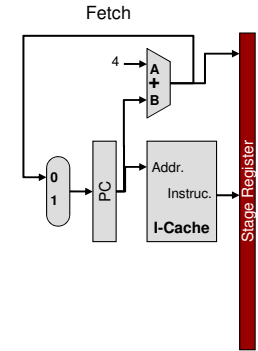 Fetch
4
A
+
B
0
1
PC
Addr.
Instruc.
I-Cache
Stage Register